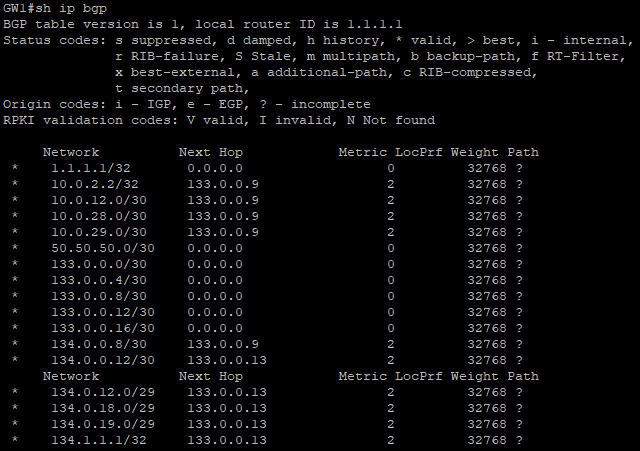 GW1#sh ip bgp
BGP table version is 1, local router ID is 1.1.1.1
Status codes: s suppressed, d damped, h history, * valid, > best, i - internal,
              r RIB-failure, S Stale, m multipath, b backup-path, f RT-Filter,
              x best-external, a additional-path, c RIB-compressed,
              t secondary path,
Origin codes: i - IGP, e - EGP, ? - incomplete
RPKI validation codes: V valid, I invalid, N Not found

     Network          Next Hop            Metric LocPrf Weight Path
 *    1.1.1.1/32       0.0.0.0                  0         32768 ?
 *    10.0.2.2/32      133.0.0.9                2         32768 ?
 *    10.0.12.0/30     133.0.0.9                2         32768 ?
 *    10.0.28.0/30     133.0.0.9                2         32768 ?
 *    10.0.29.0/30     133.0.0.9                2         32768 ?
 *    50.50.50.0/30    0.0.0.0                  0         32768 ?
 *    133.0.0.0/30     0.0.0.0                  0         32768 ?
 *    133.0.0.4/30     0.0.0.0                  0         32768 ?
 *    133.0.0.8/30     0.0.0.0                  0         32768 ?
 *    133.0.0.12/30    0.0.0.0                  0         32768 ?
 *    133.0.0.16/30    0.0.0.0                  0         32768 ?
 *    134.0.0.8/30     133.0.0.9                2         32768 ?
 *    134.0.0.12/30    133.0.0.13               2         32768 ?
     Network          Next Hop            Metric LocPrf Weight Path
 *    134.0.12.0/29    133.0.0.13               2         32768 ?
 *    134.0.18.0/29    133.0.0.13               2         32768 ?
 *    134.0.19.0/29    133.0.0.13               2         32768 ?
 *    134.1.1.1/32     133.0.0.13               2         32768 ?